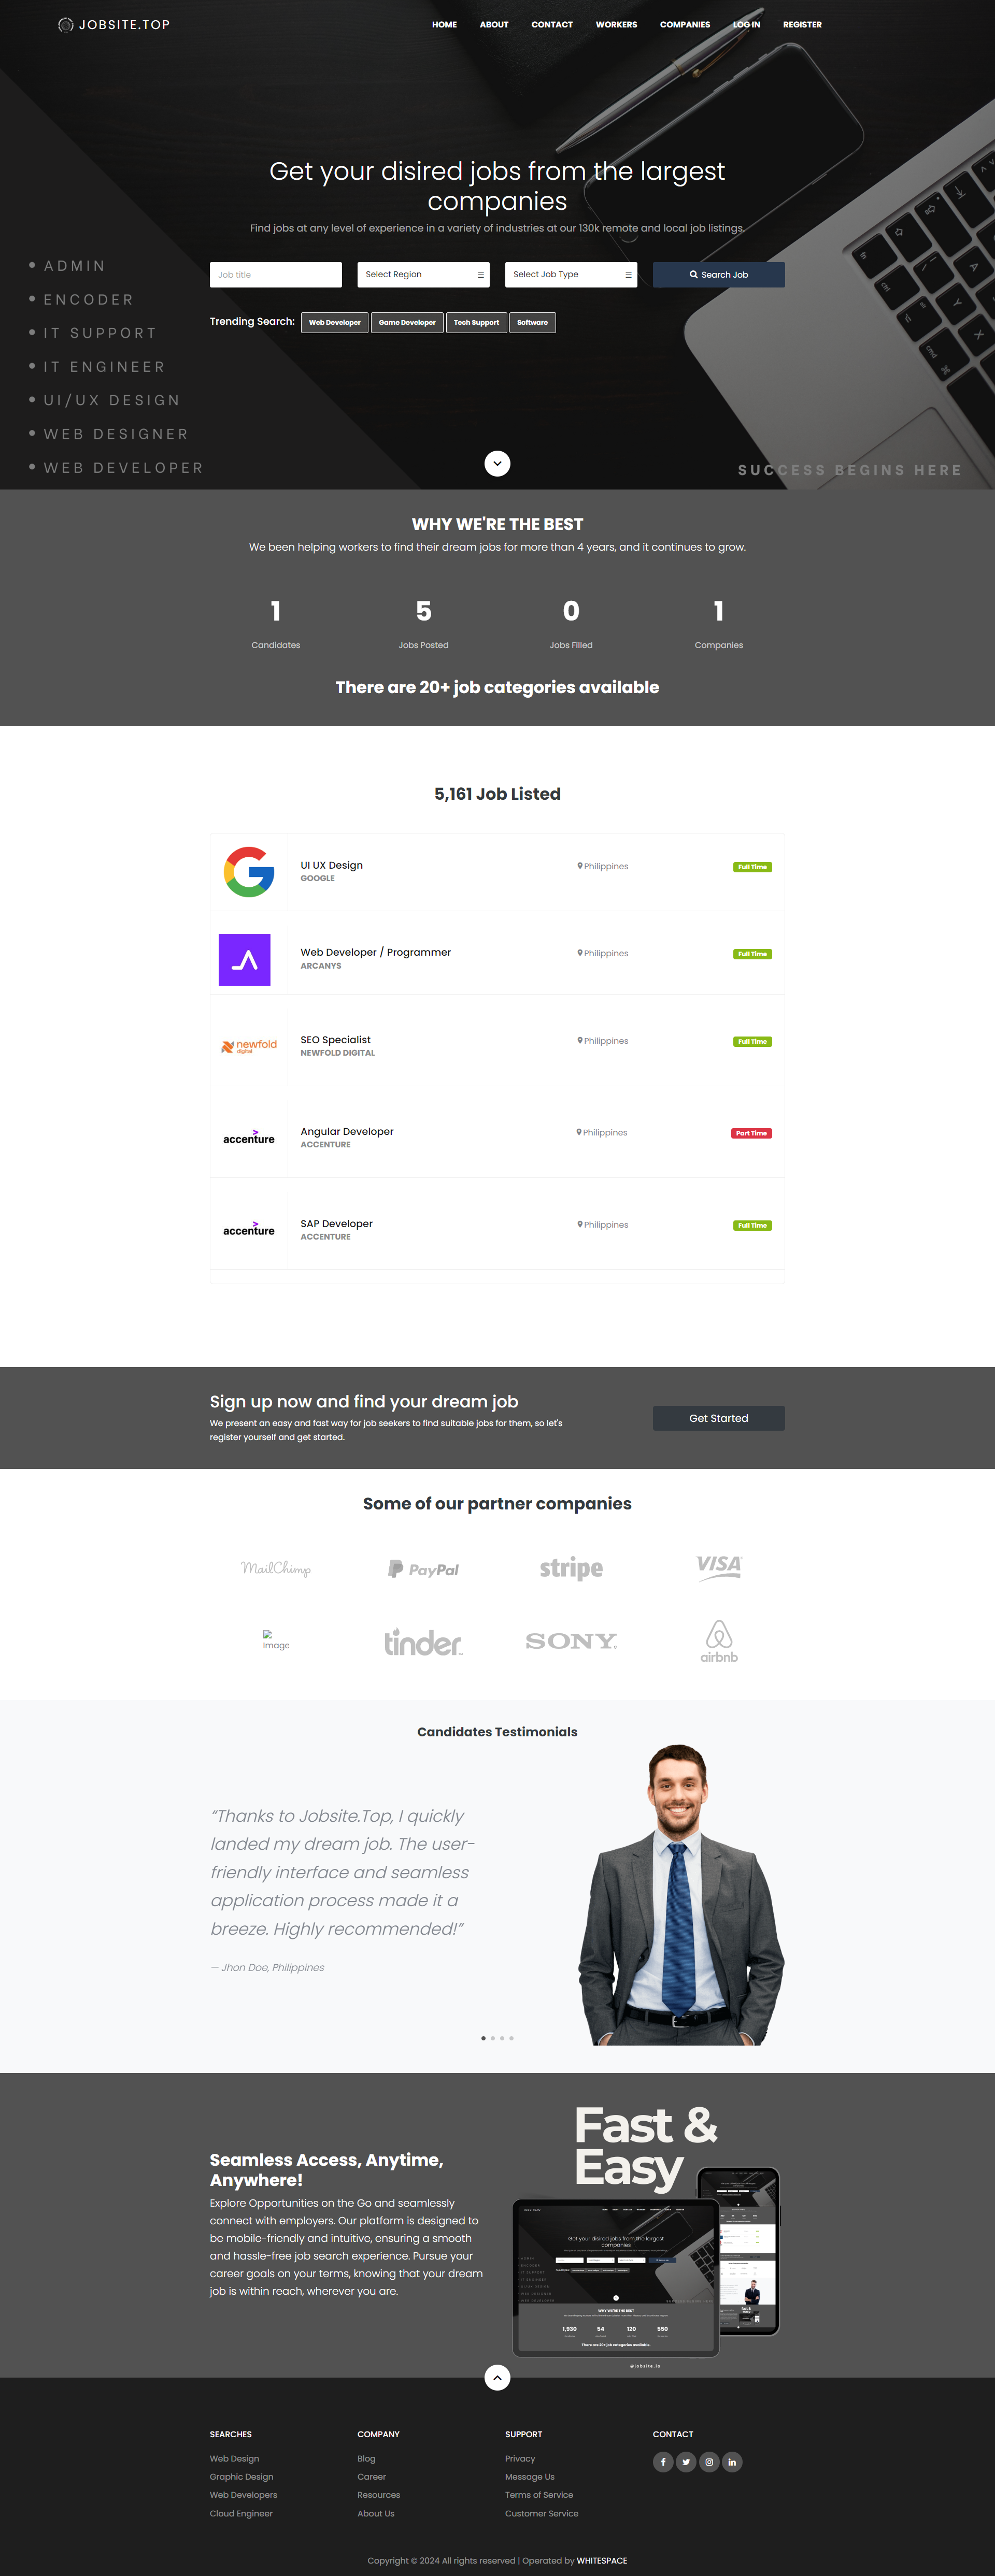 JOBSITE.TOP
HOME ABOUT CONTACT WORKERS COMPANIES LOG IN REGISTER
Get your disired jobs from the largest
companies
Find jobs at any level of experience in a variety of industries at our 130k remote and local job listings.
• ADMIN
• ENCODER
• IT SUPPORT
• IT ENGINEER
• UI/UX DESIGN
• WEB DESIGNER
• WEB DEVELOPER
Job title Select Region Select Job Type Search Job
Trending Search: Web Developer Game Developer Tech Support Software
SUCCESS BEGINS HERE
WHY WE'RE THE BEST
We been helping workers to find their dream jobs for more than 4 years, and it continues to grow.
1 5 0 1
Candidates Jobs Posted Jobs Filled Companies
There are 20+ job categories available
5,161 Job Listed
UI UX Design
GOOGLE
Philippines
Full Time
Web Developer / Programmer
ARCANYS
Philippines
Full Time
newfold
digital
SEO Specialist
NEWFOLD DIGITAL
Philippines
Full Time
accenture
Angular Developer
ACCENTURE
Philippines
Part Time
accenture
SAP Developer
ACCENTURE
Philippines
Full Time
Sign up now and find your dream job
We present an easy and fast way for job seekers to find suitable jobs for them, so let's
register yourself and get started.
Get Started
Some of our partner companies
MailChimp PayPal stripe VISA
Image tinder SONY airbnb
Candidates Testimonials
“Thanks to Jobsite.Top, I quickly
landed my dream job. The user-
friendly interface and seamless
application process made it a
breeze. Highly recommended!”
— Jhon Doe, Philippines
Fast &
Easy
Seamless Access, Anytime,
Anywhere!
Explore Opportunities on the Go and seamlessly
connect with employers. Our platform is designed to
be mobile-friendly and intuitive, ensuring a smooth
and hassle-free job search experience. Pursue your
career goals on your terms, knowing that your dream
job is within reach, wherever you are.
Get your disired jobs from the largest
companies
WHY WE'RE THE BEST
1,930 54 120 550
There are 20+ job categories available.
@jobsite.io
SEARCHES COMPANY SUPPORT CONTACT
Web Design Blog Privacy
Graphic Design Career Message Us
Web Developers Resources Terms of Service
Cloud Engineer About Us Customer Service
Copyright © 2024 All rights reserved | Operated by WHITESPACE